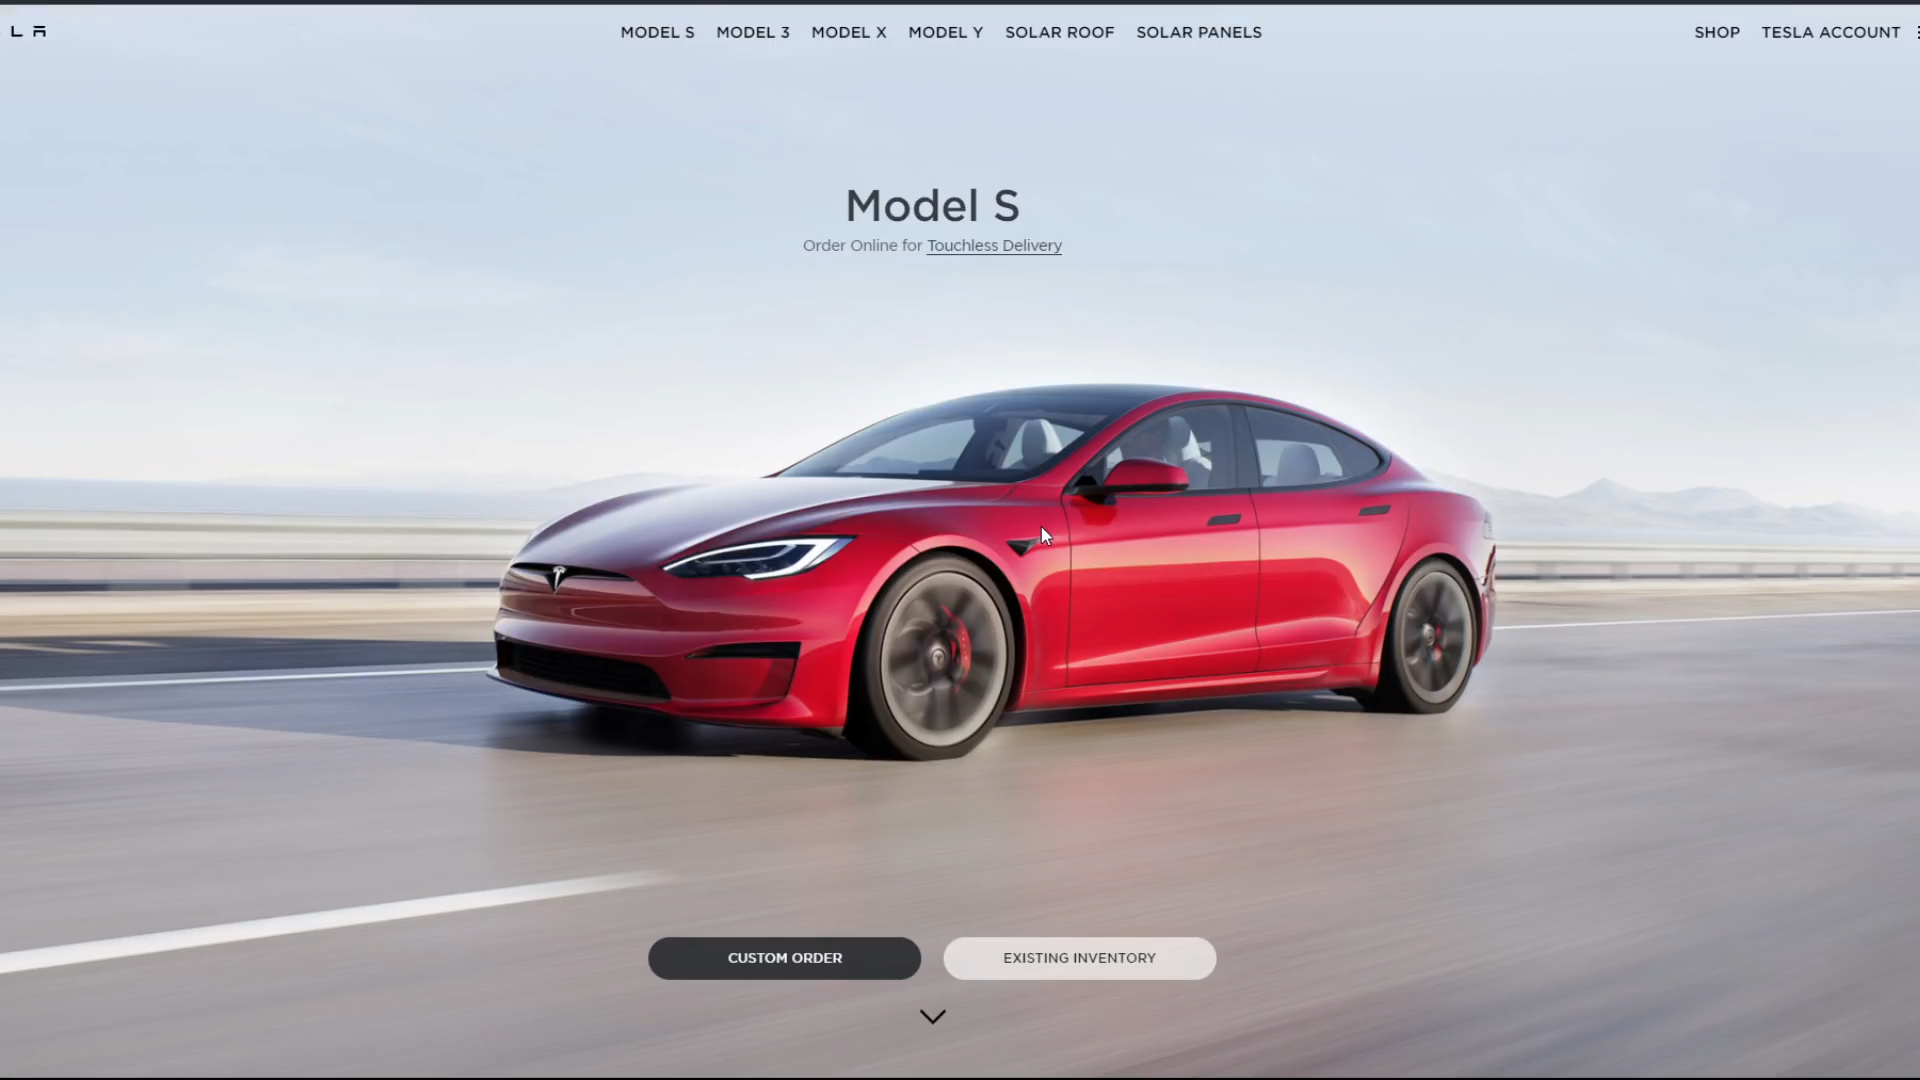 L A
MODEL S MODEL 3 MODEL X MODEL Y SOLAR ROOF SOLAR PANELS
SHOP TESLA ACCOUNT
Model S
Order Online for Touchless Delivery
CUSTOM ORDER
EXISTING INVENTORY